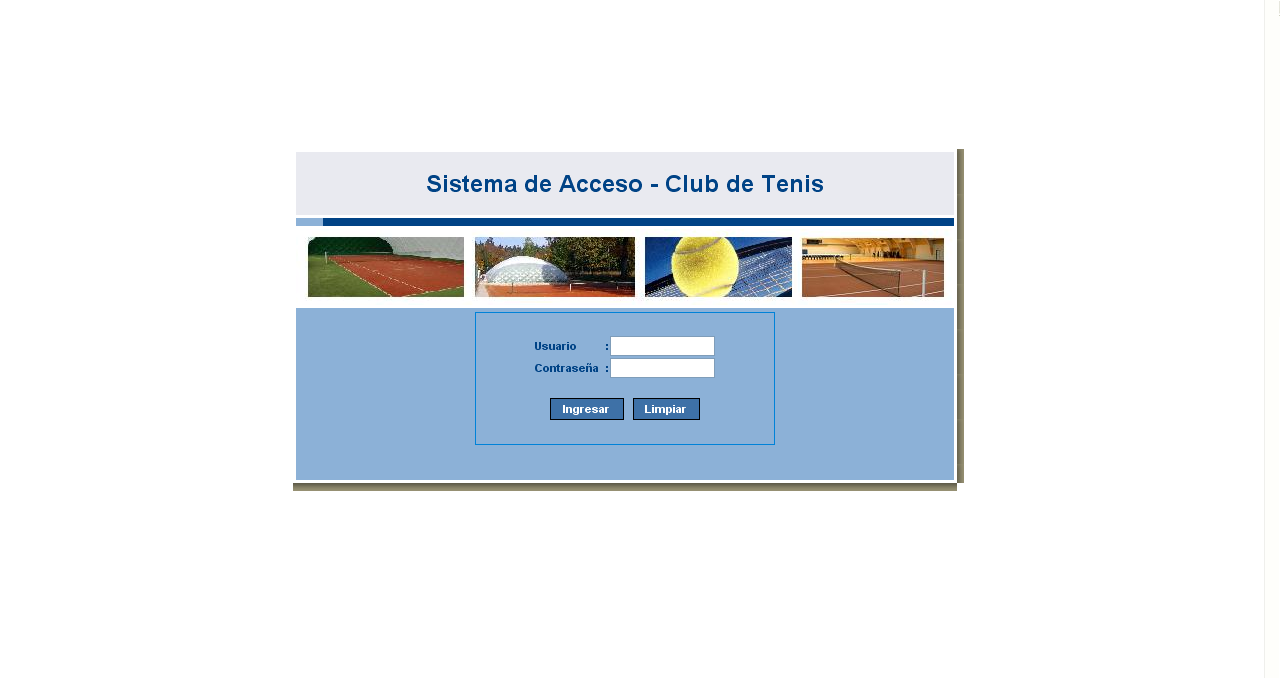 Sistema de Acceso - Club de Tenis
Usuario :
Contraseña :
Ingresar Limpiar